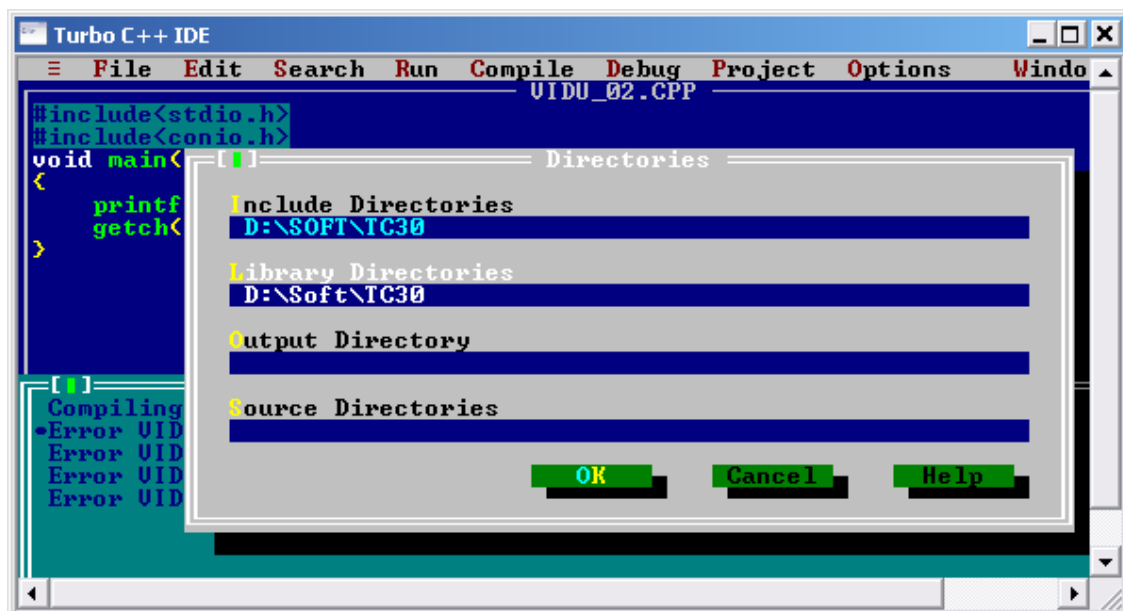 Turbo C++ IDE
≡ File Edit Search Run Compile Debug Project Options Windo
VIDU_02.CPP
#include<stdio.h>
#include<conio.h>
void main(
{
printf
getch(
}
[ ] Directories
Include Directories
D:\SOFT\TC30
Library Directories
D:\Soft\TC30
Output Directory
Source Directories
OK Cancel Help
[ ]
Compiling
•Error VID
Error VID
Error VID
Error VID